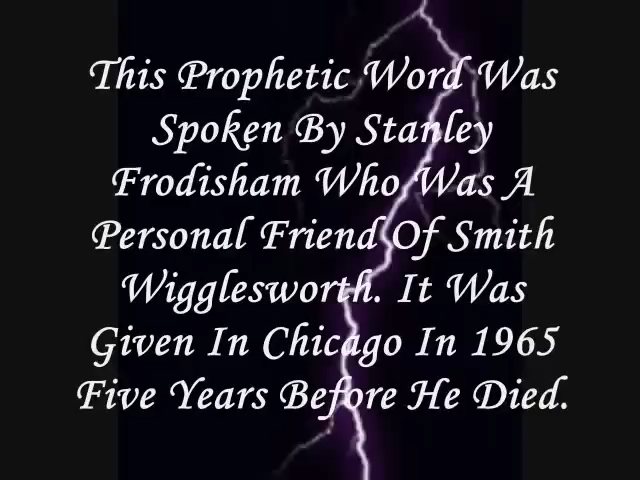 This Prophetic Word Was
Spoken By Stanley
Frodisham Who Was A
Personal Friend Of Smith
Wigglesworth. It Was
Given In Chicago In 1965
Five Years Before He Died.